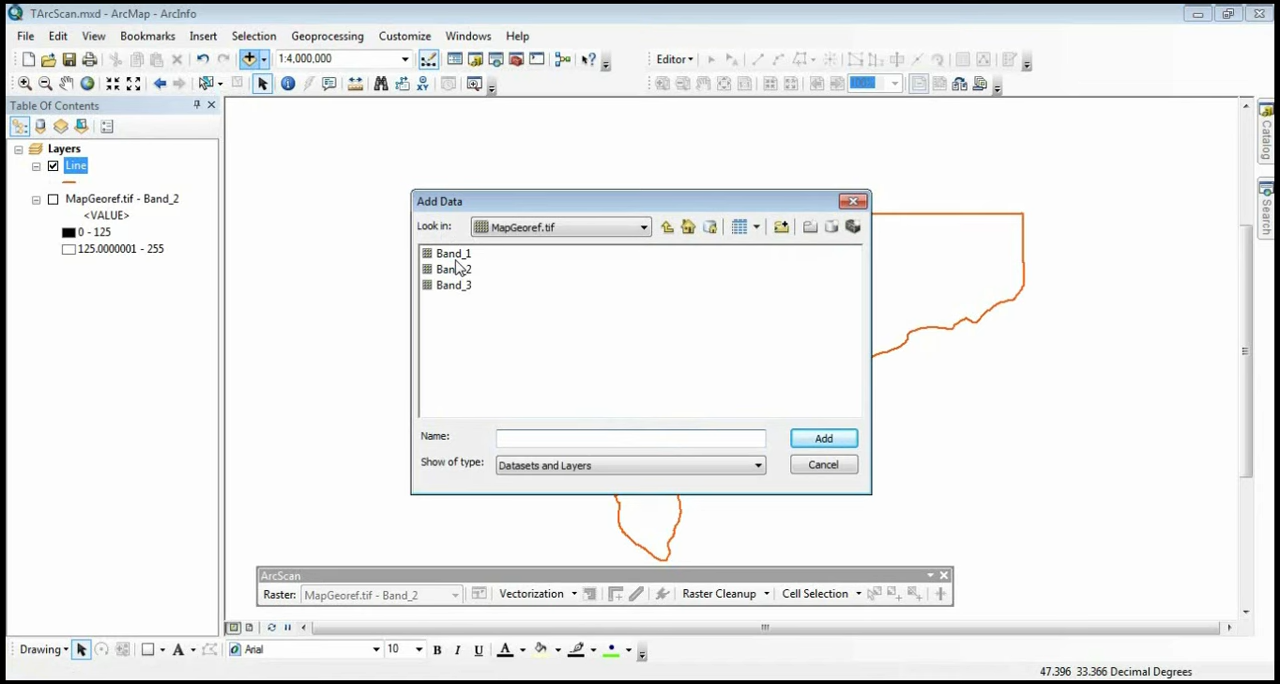 TArcScan.mxd - ArcMap - ArcInfo
File Edit View Bookmarks Insert Selection Geoprocessing Customize Windows Help
1:4,000,000
Editor
Table Of Contents
Layers
Line
MapGeoref.tif - Band_2
<VALUE>
0 - 125
125.0000001 - 255
Add Data
Look in: MapGeoref.tif
Band_1
Band_2
Band_3
Name:
Add
Show of type: Datasets and Layers
Cancel
Catalog
Search
ArcScan
Raster: MapGeoref.tif - Band_2 Vectorization Raster Cleanup Cell Selection
Drawing A Arial 10 B I U A
47.396 33.366 Decimal Degrees